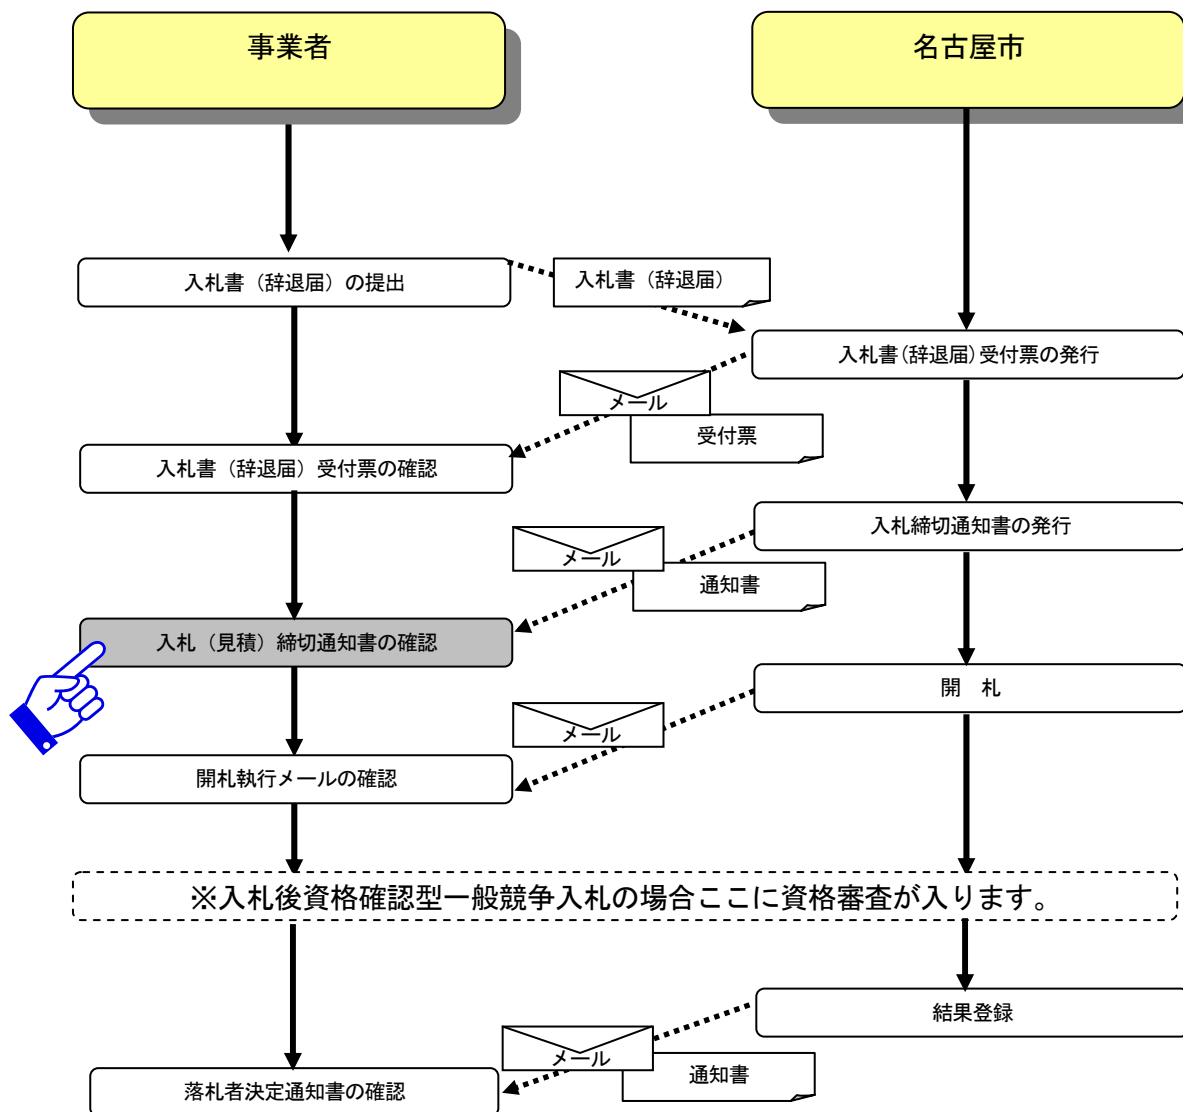 事業者
名古屋市
入札書（辞退届）の提出
入札書（辞退届）
入札書(辞退届)受付票の発行
メール
受付票
入札書（辞退届）受付票の確認
入札締切通知書の発行
メール
通知書
入札（見積）締切通知書の確認
開　札
メール
開札執行メールの確認
※入札後資格確認型一般競争入札の場合ここに資格審査が入ります。
結果登録
メール
通知書
落札者決定通知書の確認